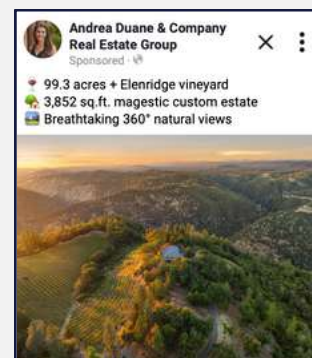 Andrea Duane & Company
Real Estate Group
Sponsored ·
🍷 99.3 acres + Elenridge vineyard
🏡 3,852 sq.ft. magestic custom estate
🏞️ Breathtaking 360° natural views